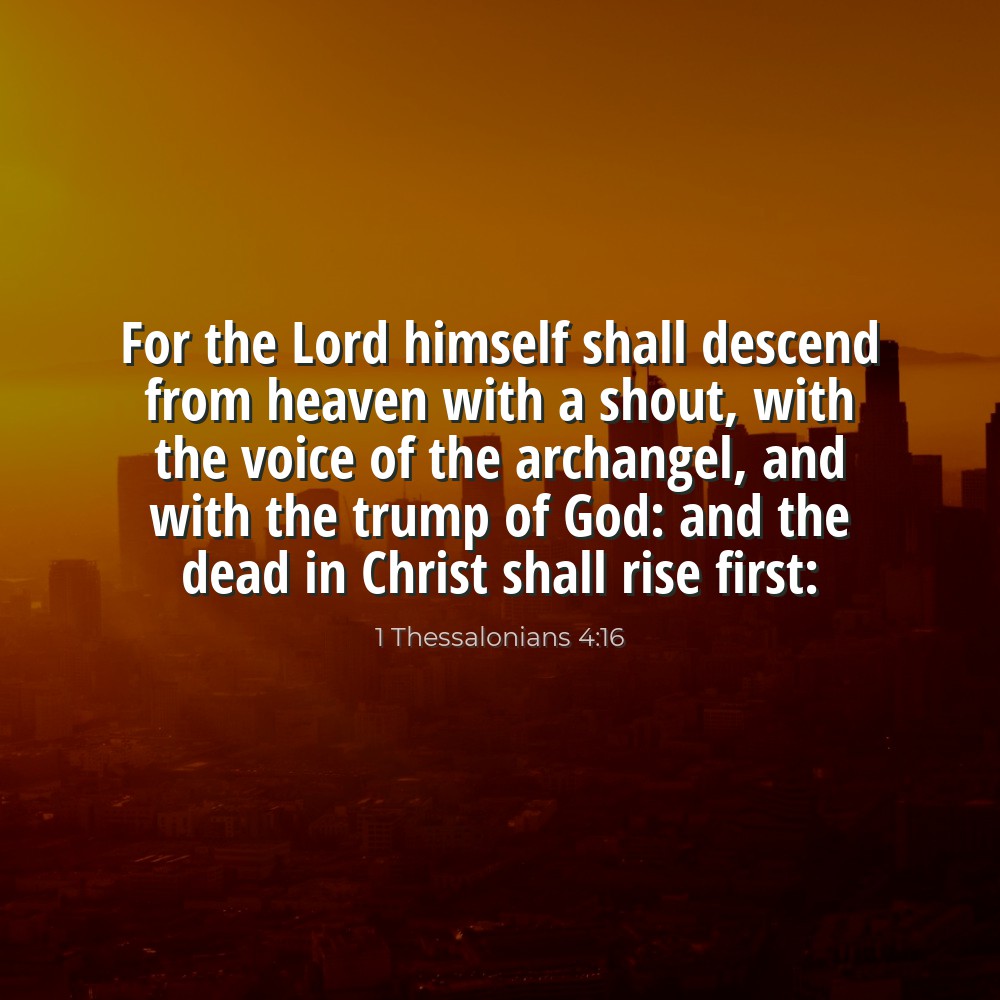 For the Lord himself shall descend
from heaven with a shout, with
the voice of the archangel, and
with the trump of God: and the
dead in Christ shall rise first:
1 Thessalonians 4:16